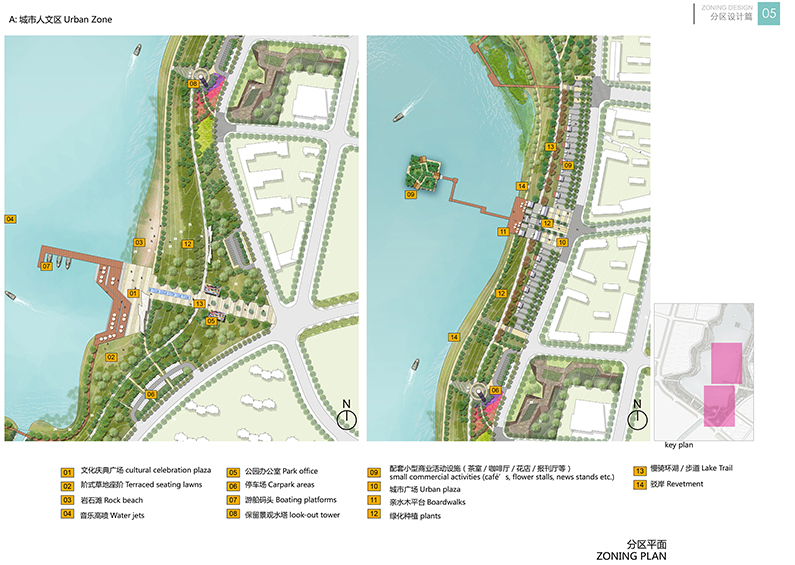 A: 城市人文区 Urban Zone
ZONING DESIGN
分区设计篇
05
08
04
03
12
07
01
13
05
02
06
N
13
09
14
09
12
11
10
12
14
06
N
key plan
01 文化庆典广场 cultural celebration plaza
02 阶式草地座阶 Terraced seating lawns
03 岩石滩 Rock beach
04 音乐高喷 Water jets
05 公园办公室 Park office
06 停车场 Carpark areas
07 游船码头 Boating platforms
08 保留景观水塔 look-out tower
09 配套小型商业活动设施（茶室 / 咖啡厅 / 花店 / 报刊厅等）
small commercial activities (café's, flower stalls, news stands etc.)
10 城市广场 Urban plaza
11 亲水木平台 Boardwalks
12 绿化种植 plants
13 慢骑环湖 / 步道 Lake Trail
14 驳岸 Revetment
分区平面
ZONING PLAN